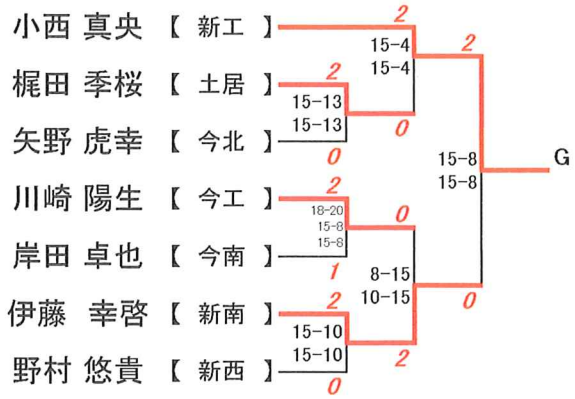 小西 真央 【 新工 】 2
15-4 2
梶田 季桜 【 土居 】 2 15-4
15-13
15-13 0
矢野 虎幸 【 今北 】 0
15-8 G
15-8
川崎 陽生 【 今工 】 2
18-20 0
15-8
15-8
岸田 卓也 【 今南 】 1
8-15
10-15 0
伊藤 幸啓 【 新南 】 2
15-10
15-10 2
野村 悠貴 【 新西 】 0